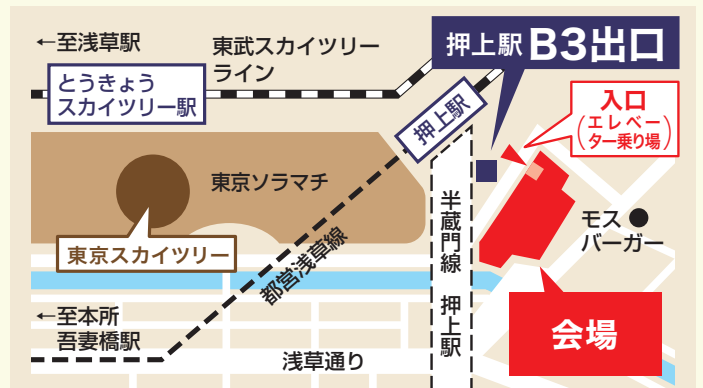 ←至浅草駅
東武スカイツリー
ライン
押上駅 B3出口
とうきょう
スカイツリー駅
押上駅
入口
(エレベー
ター乗り場)
東京ソラマチ
東京スカイツリー
都営浅草線
半蔵門線 押上駅
モス
バーガー
←至本所
吾妻橋駅
浅草通り
会場